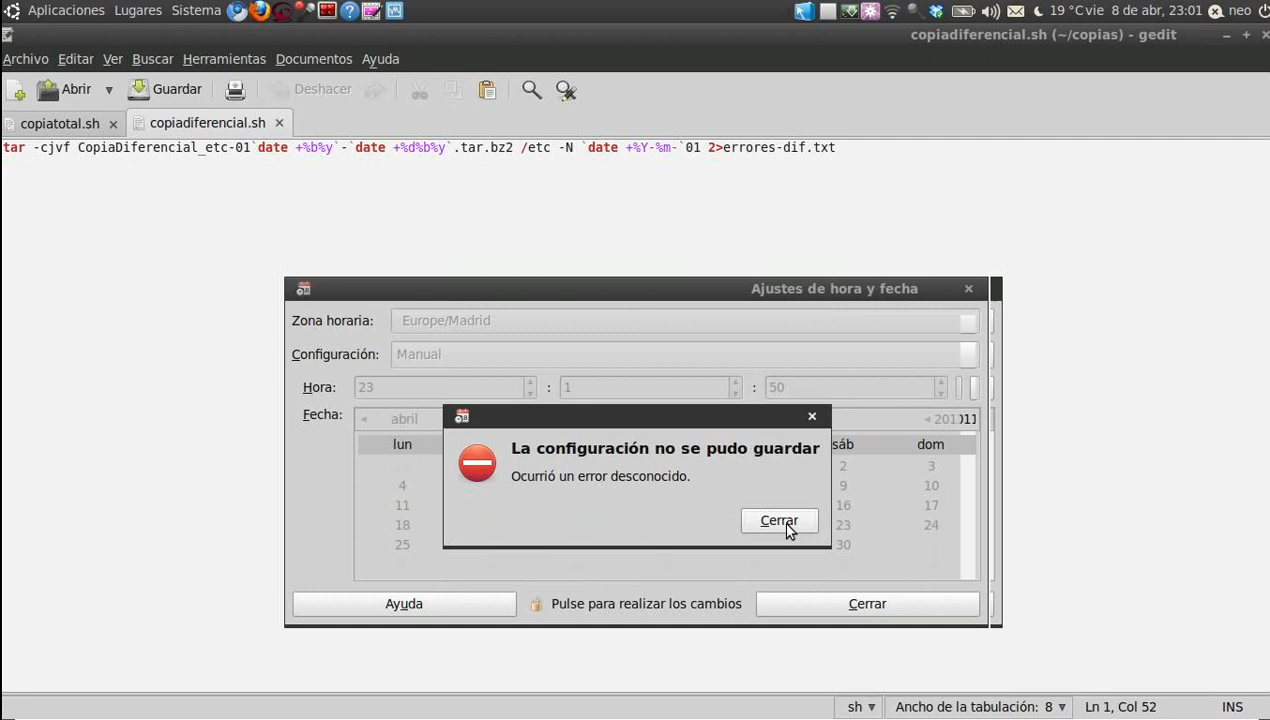 Aplicaciones Lugares Sistema 19 °C vie 8 de abr, 23:01 neo
copiadiferencial.sh (~/copias) - gedit
Archivo Editar Ver Buscar Herramientas Documentos Ayuda
Abrir Guardar Deshacer
copiatotal.sh copiadiferencial.sh
tar -cjvf CopiaDiferencial_etc-01`date +%b%y`-`date +%d%b%y`.tar.bz2 /etc -N `date +%Y-%m-`01 2>errores-dif.txt
Ajustes de hora y fecha
Zona horaria: Europe/Madrid
Configuración: Manual
Hora: 23 : 1 : 50
Fecha: abril
lun sáb dom
2 3
4 9 10
11 16 17
18 23 24
25 30
La configuración no se pudo guardar
Ocurrió un error desconocido.
Cerrar
Ayuda Pulse para realizar los cambios Cerrar
sh Ancho de la tabulación: 8 Ln 1, Col 52 INS